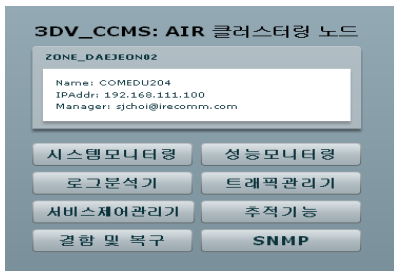 3DV_CCMS: AIR 클러스터링 노드
ZONE_DAEJEON02
Name: COMEDU204
IPAddr: 192.168.111.100
Manager: sjchoi@irecomm.com
시스템모니터링 성능모니터링
로그분석기 트래픽관리기
서비스제어관리기 추적기능
결함 및 복구 SNMP